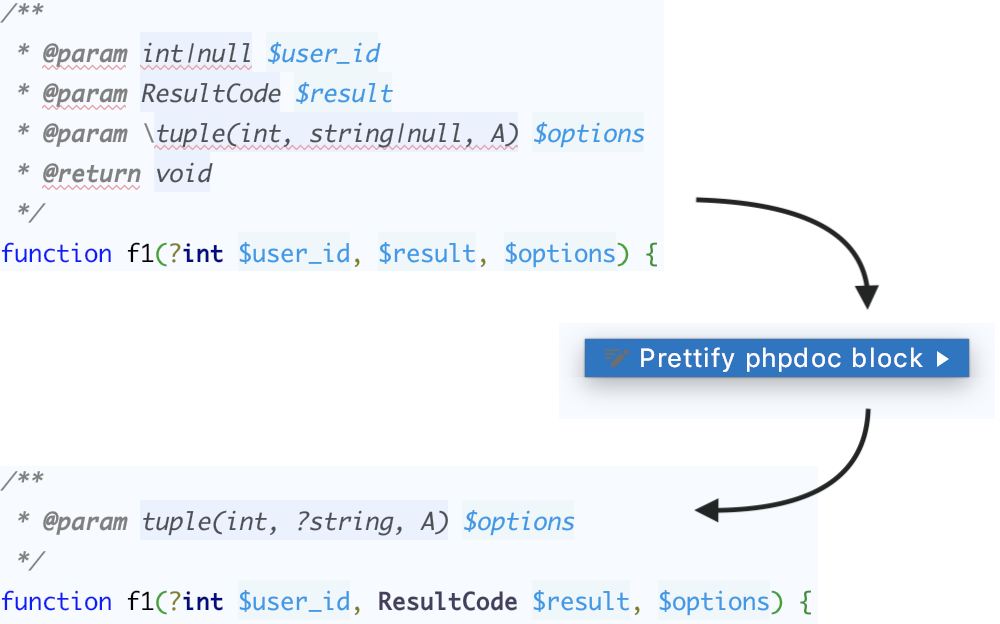 /**
 * @param int|null $user_id
 * @param ResultCode $result
 * @param \tuple(int, string|null, A) $options
 * @return void
 */
function f1(?int $user_id, $result, $options) {
Prettify phpdoc block
/**
 * @param tuple(int, ?string, A) $options
 */
function f1(?int $user_id, ResultCode $result, $options) {